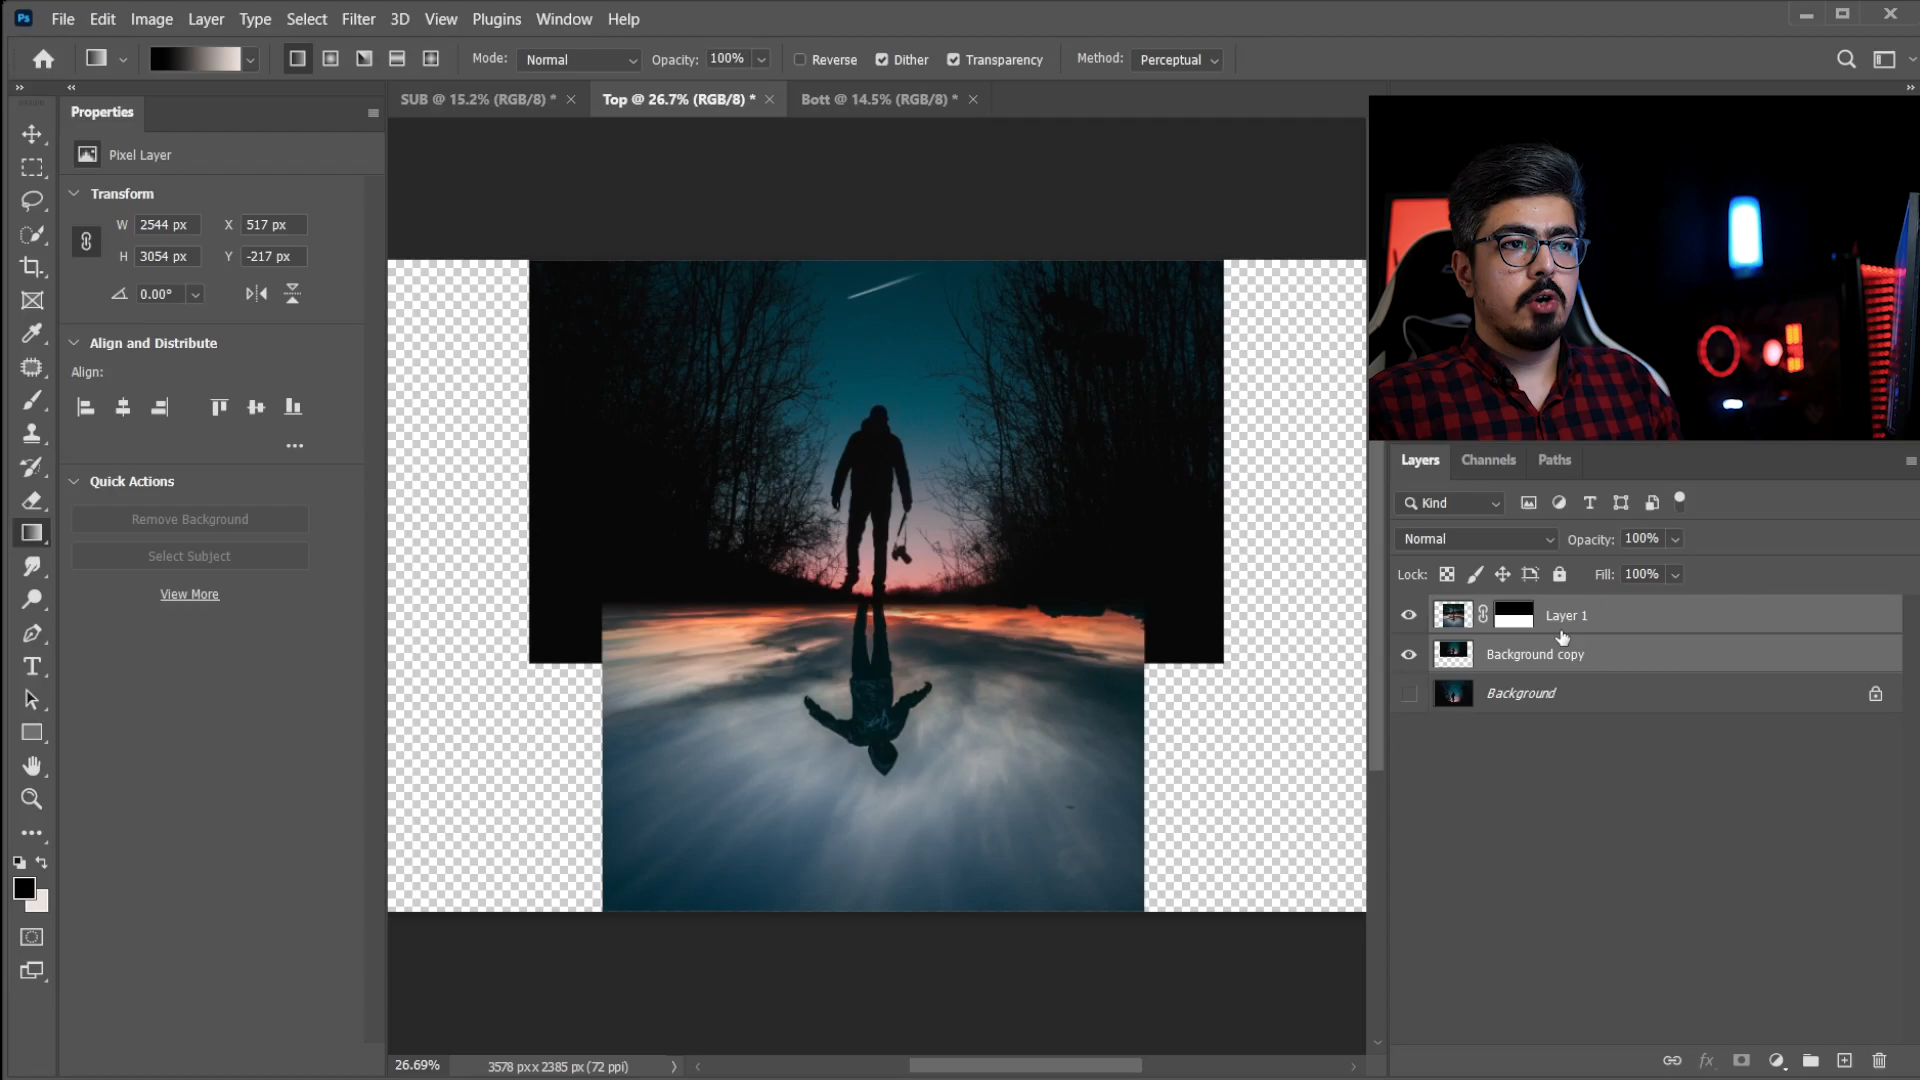 Ps File Edit Image Layer Type Select Filter 3D View Plugins Window Help
Mode: Normal Opacity: 100% Reverse Dither Transparency Method: Perceptual
SUB @ 15.2% (RGB/8) * Top @ 26.7% (RGB/8) * Bott @ 14.5% (RGB/8) *
Properties
Pixel Layer
Transform
W 2544 px X 517 px
H 3054 px Y -217 px
0.00°
Align and Distribute
Align:
Quick Actions
Remove Background
Select Subject
View More
Layers Channels Paths
Kind
Normal Opacity: 100%
Lock: Fill: 100%
Layer 1
Background copy
Background
26.69% 3578 px x 2385 px (72 ppi)